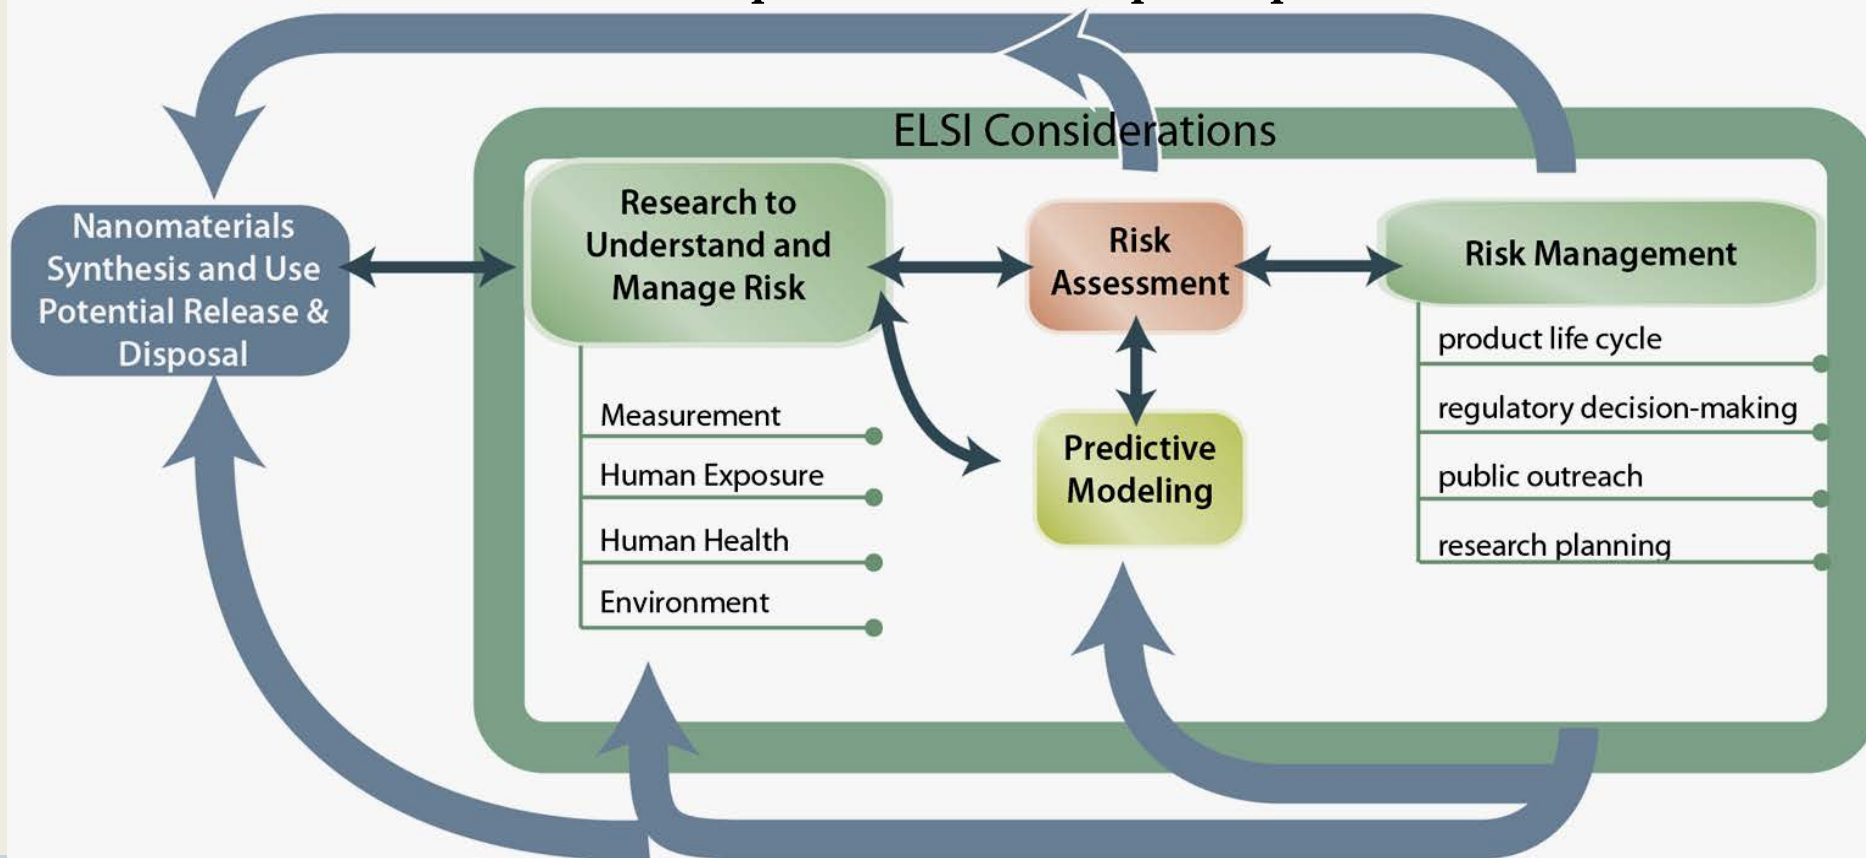 ELSI Considerations
Nanomaterials
Synthesis and Use
Potential Release &
Disposal
Research to
Understand and
Manage Risk
Measurement
Human Exposure
Human Health
Environment
Risk
Assessment
Predictive
Modeling
Risk Management
product life cycle
regulatory decision-making
public outreach
research planning